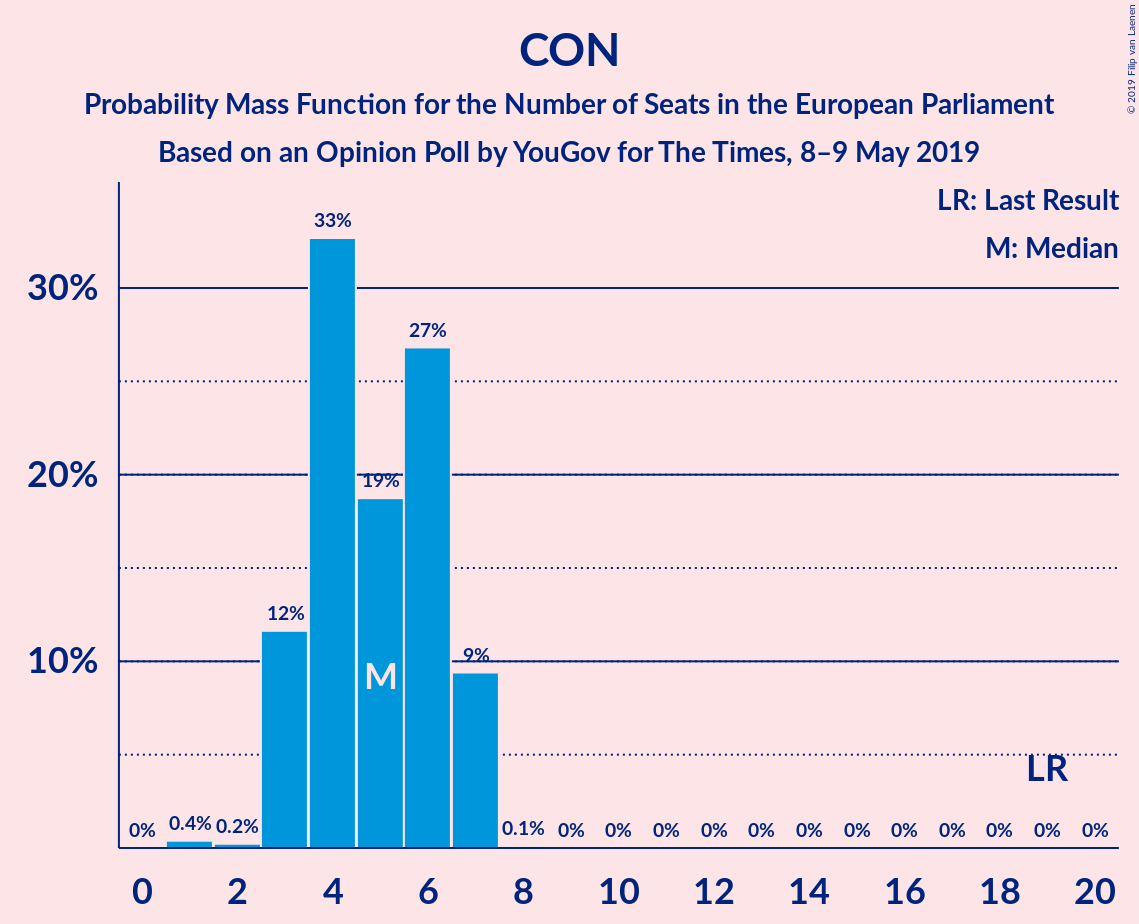 CON
Probability Mass Function for the Number of Seats in the European Parliament
Based on an Opinion Poll by YouGov for The Times, 8–9 May 2019
© 2019 Filip van Laenen
LR: Last Result
M: Median
33%
30%
27%
20%
19%
12%
10%
9%
M
LR
0%
0.4%
0.2%
0.1%
0%
0%
0%
0%
0%
0%
0%
0%
0%
0%
0%
0%
0 2 4 6 8 10 12 14 16 18 20